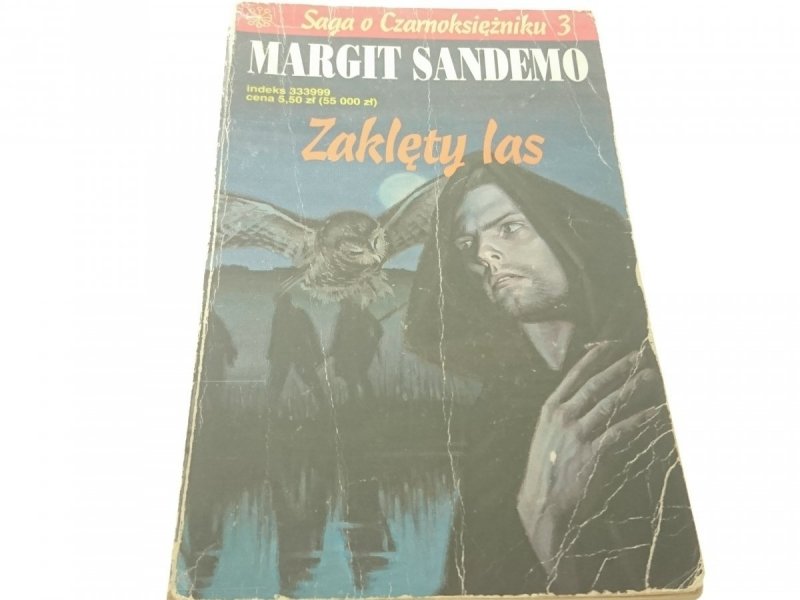 Saga o Czarnoksiężniku 3
MARGIT SANDEMO
indeks 333999
cena 5,50 zł (55 000 zł)
Zaklęty las